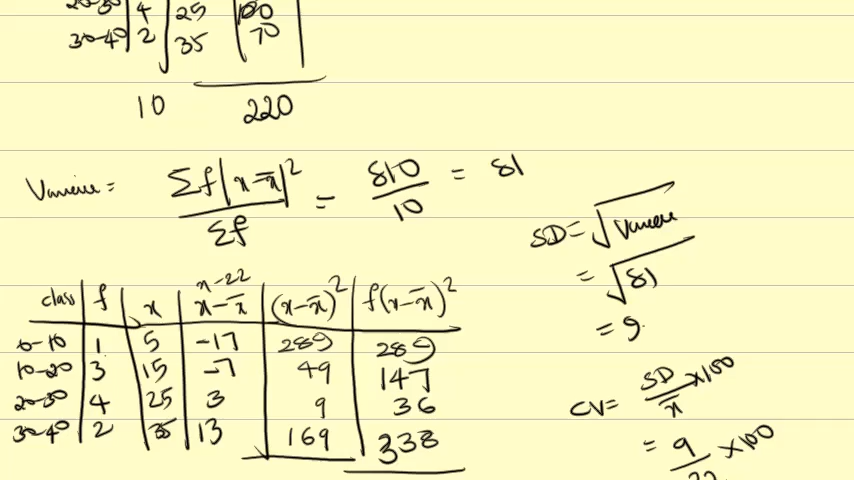 20-30 4 25 100
30-40 2 35 70
10 220
Variance = Σf|x-x̄|² / Σf = 810/10 = 81
SD = √Variance
= √81
= 9
x-22
class f x x-x̄ (x-x̄)² f(x-x̄)²
0-10 1 5 -17 289 289
10-20 3 15 -7 49 147
20-30 4 25 3 9 36
30-40 2 35 13 169 338
CV = SD/x̄ x100
= 9/22 x100